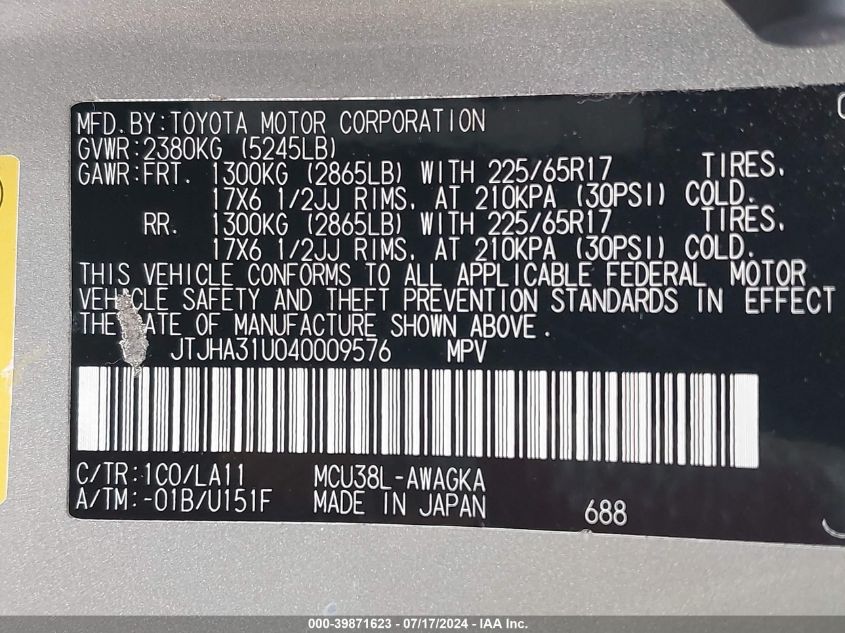 MFD.BY:TOYOTA MOTOR CORPORATION
GVWR:2380KG (5245LB)
GAWR:FRT. 1300KG (2865LB) WITH 225/65R17 TIRES,
17X6 1/2JJ RIMS, AT 210KPA (30PSI) COLD.
RR. 1300KG (2865LB) WITH 225/65R17 TIRES,
17X6 1/2JJ RIMS, AT 210KPA (30PSI) COLD.
THIS VEHICLE CONFORMS TO ALL APPLICABLE FEDERAL MOTOR
VEHICLE SAFETY AND THEFT PREVENTION STANDARDS IN EFFECT
THE DATE OF MANUFACTURE SHOWN ABOVE.
JTJHA31U040009576 MPV
C/TR:1C0/LA11 MCU38L-AWAGKA
A/TM:-01B/U151F MADE IN JAPAN 688
000-39871623 - 07/17/2024 - IAA Inc.